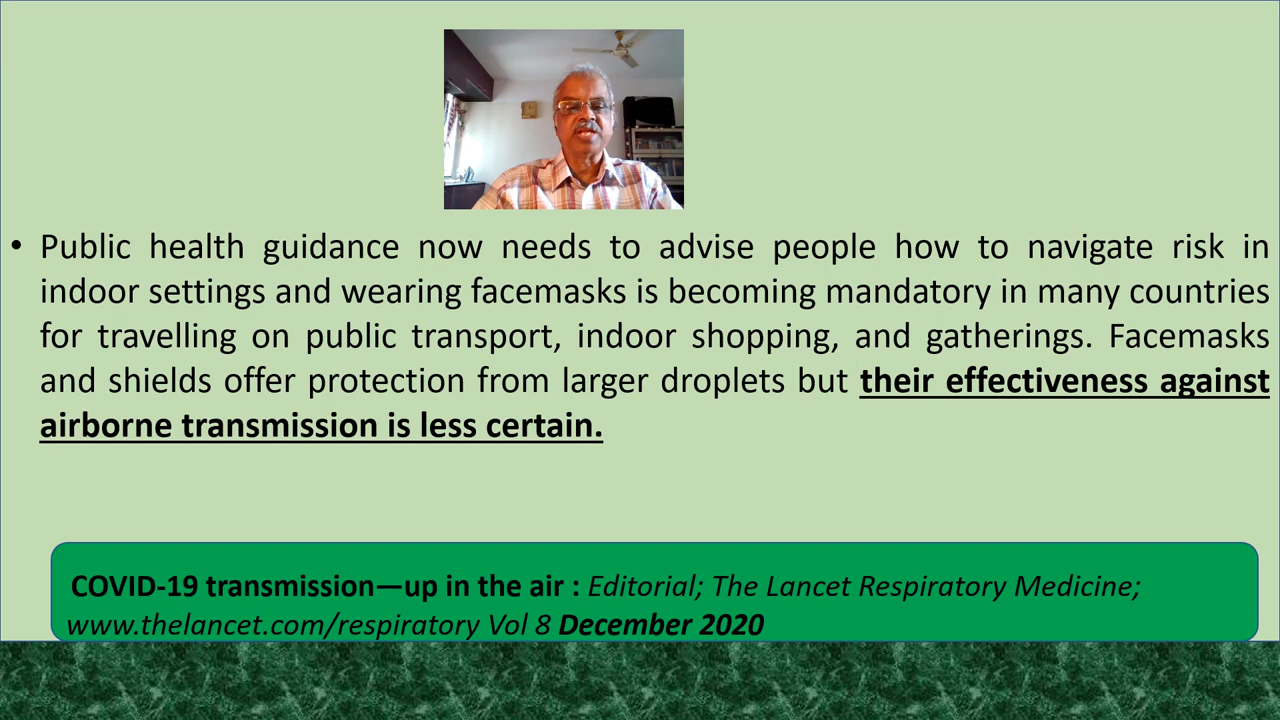 • Public health guidance now needs to advise people how to navigate risk in
indoor settings and wearing facemasks is becoming mandatory in many countries
for travelling on public transport, indoor shopping, and gatherings. Facemasks
and shields offer protection from larger droplets but their effectiveness against
airborne transmission is less certain.
COVID-19 transmission—up in the air : Editorial; The Lancet Respiratory Medicine;
www.thelancet.com/respiratory Vol 8 December 2020